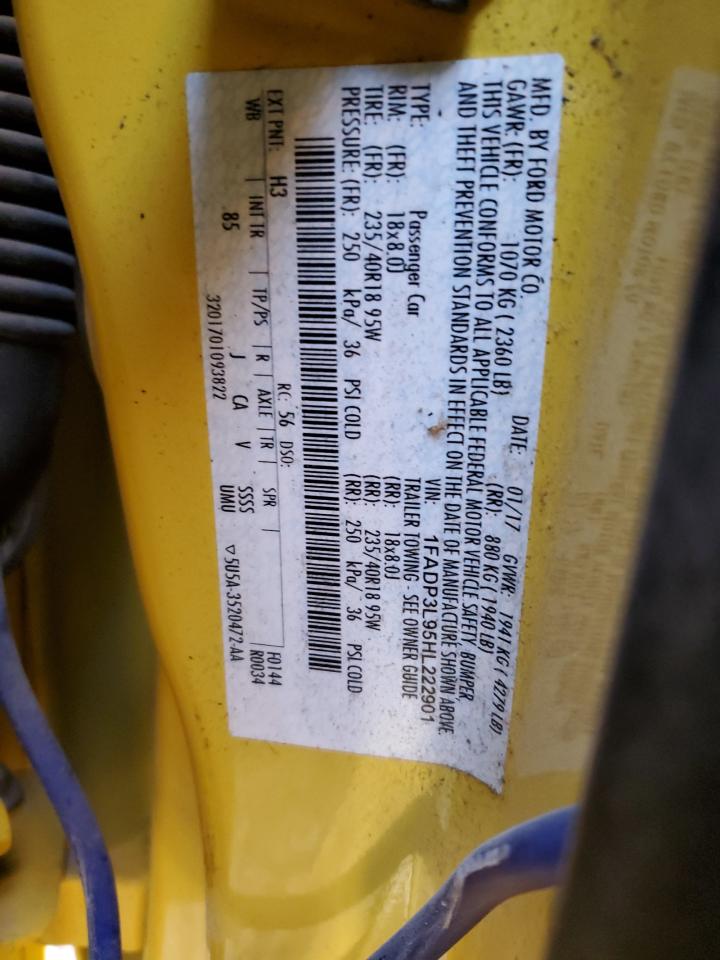 MFD. BY FORD MOTOR CO.
DATE: 01/17 GVWR: 1941 KG ( 4279 LB)
GAWR: (FR): 1070 KG ( 2360 LB) (RR): 880 KG ( 1940 LB)
THIS VEHICLE CONFORMS TO ALL APPLICABLE FEDERAL MOTOR VEHICLE SAFETY, BUMPER,
AND THEFT PREVENTION STANDARDS IN EFFECT ON THE DATE OF MANUFACTURE SHOWN ABOVE.
VIN: 1FADP3L95HL222901
TYPE: Passenger Car TRAILER TOWING - SEE OWNER GUIDE
RIM: (FR): 18x8.0J (RR): 18x8.0J
TIRE: (FR): 235/40R18 95W (RR): 235/40R18 95W
PRESSURE: (FR): 250 kPa/ 36 PSI COLD (RR): 250 kPa/ 36 PSI COLD
EXT PNT: H3 RC: 56 DSO: F0144
R0034
WB INT TR TP/PS R AXLE TR SPR
85 J CA V SSSS
UMU
3201701093822 ▽5U5A-3520472-AA